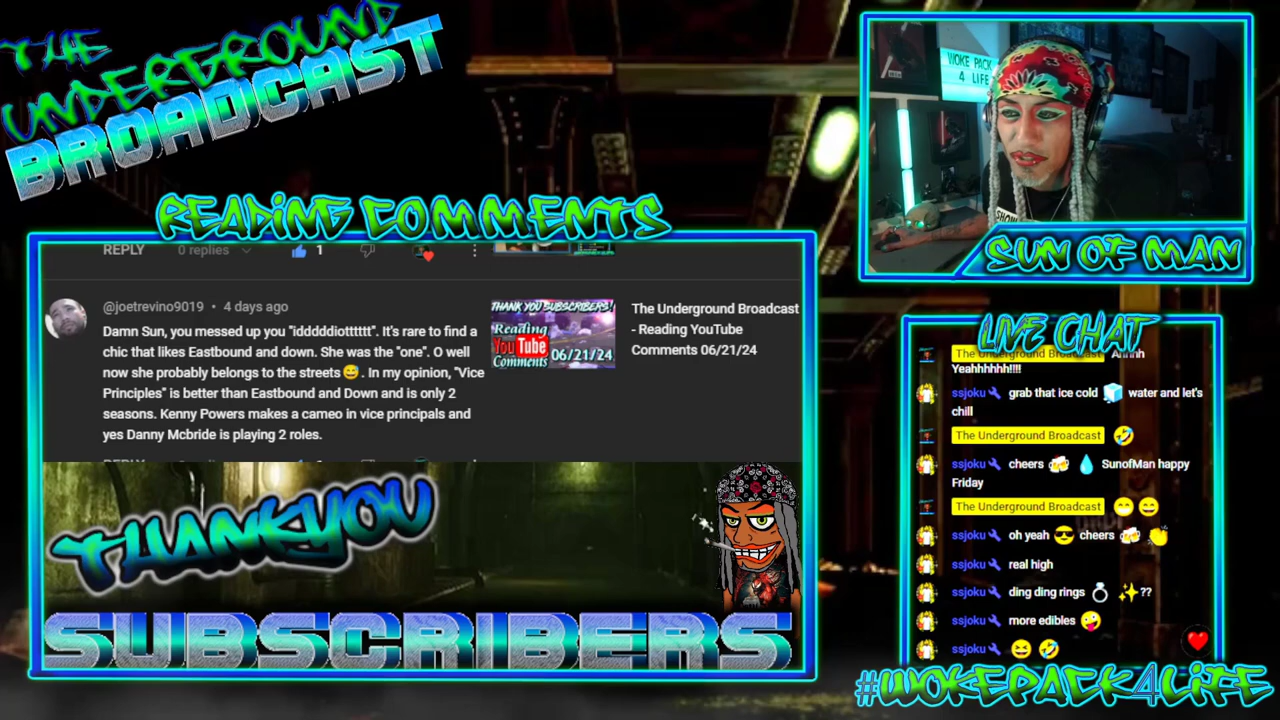 THE
UNDERGROUND
BROADCAST
READING COMMENTS
REPLY 0 replies 1
@joetrevino9019 • 4 days ago
Damn Sun, you messed up you "idddddiotttttt". It's rare to find a
chic that likes Eastbound and down. She was the "one". O well
now she probably belongs to the streets 😅 . In my opinion, "Vice
Principles" is better than Eastbound and Down and is only 2
seasons. Kenny Powers makes a cameo in vice principals and
yes Danny Mcbride is playing 2 roles.
THANK YOU SUBSCRIBERS!
Reading
YouTube
Comments
06/21/24
The Underground Broadcast
- Reading YouTube
Comments 06/21/24
THANKYOU
SUBSCRIBERS
WOKE PACK
4 LIFE
SHOW
SUN OF MAN
LIVE CHAT
The Underground Broadcast Ahhhh
Yeahhhhhh!!!!
ssjoku grab that ice cold 🧊 water and let's
chill
The Underground Broadcast 🤣
ssjoku cheers 🍻 💧 SunofMan happy
Friday
The Underground Broadcast 😁 😄
ssjoku oh yeah 😎 cheers 🍻 👏
ssjoku real high
ssjoku ding ding rings 💍 ✨??
ssjoku more edibles 🤪
ssjoku 😆 🤣
#WOKEPACK4LIFE